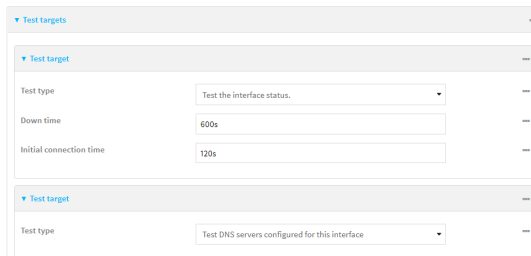 Test targets
Test target
Test type Test the interface status.
Down time 600s
Initial connection time 120s
Test target
Test type Test DNS servers configured for this interface